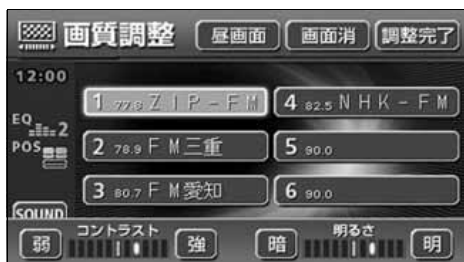 画質調整 昼画面 画面消 調整完了
12:00
1 77.8 ZIP-FM 4 82.5 NHK-FM
EQ 2
2 78.9 FM三重 5 90.0
POS
3 80.7 FM愛知 6 90.0
SOUND
コントラスト 明るさ
弱 強 暗 明